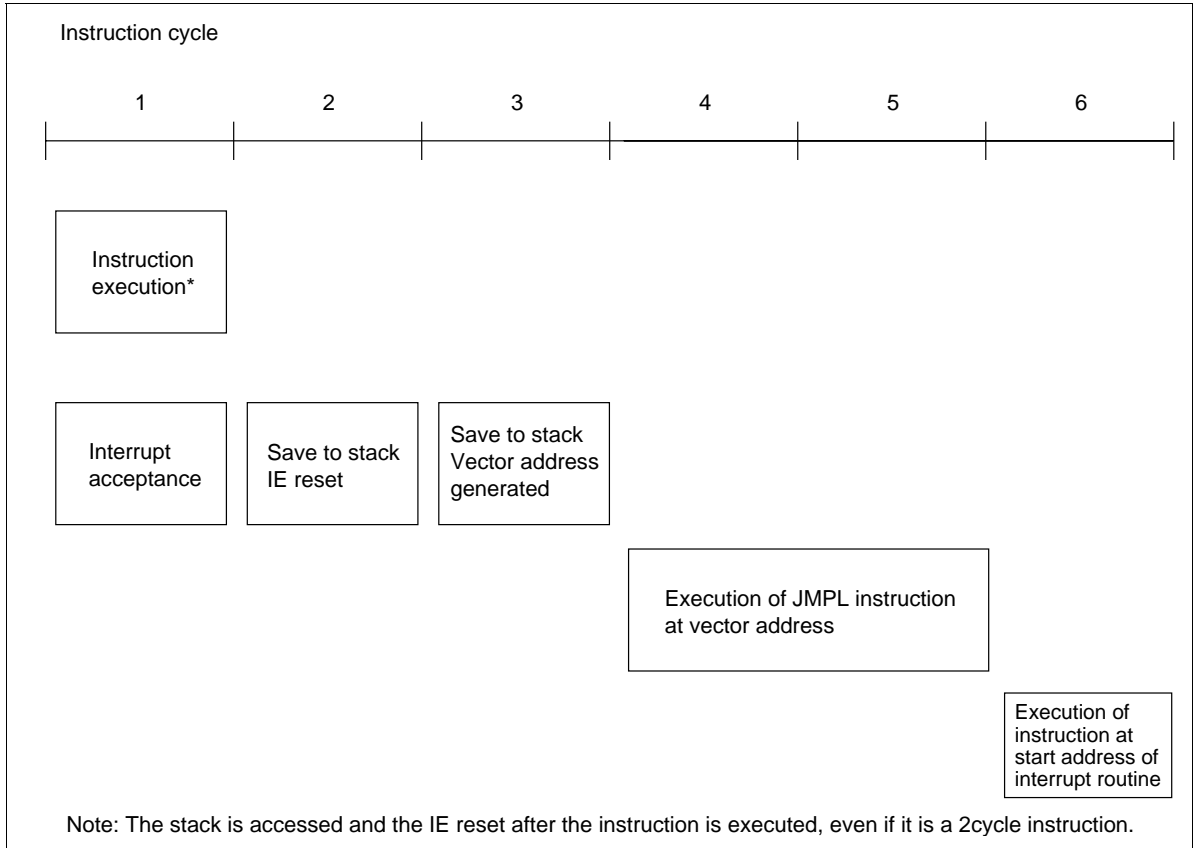 Instruction cycle
1 2 3 4 5 6
Instruction
execution*
Interrupt
acceptance
Save to stack
IE reset
Save to stack
Vector address
generated
Execution of JMPL instruction
at vector address
Execution of
instruction at
start address of
interrupt routine
Note: The stack is accessed and the IE reset after the instruction is executed, even if it is a 2cycle instruction.